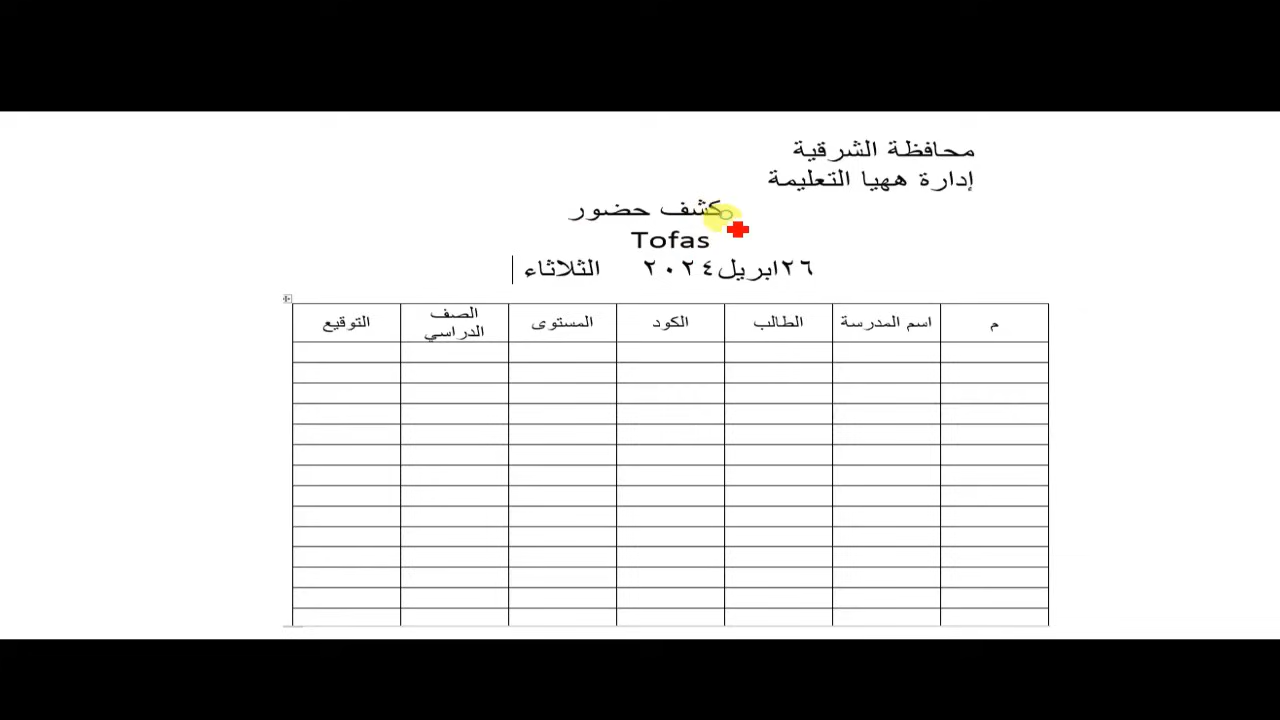 محافظة الشرقية
إدارة ههيا التعليمة
كشف حضور
Tofas
٢٦ابريل٢٠٢٤ الثلاثاء
م اسم المدرسة الطالب الكود المستوى الصف الدراسي التوقيع